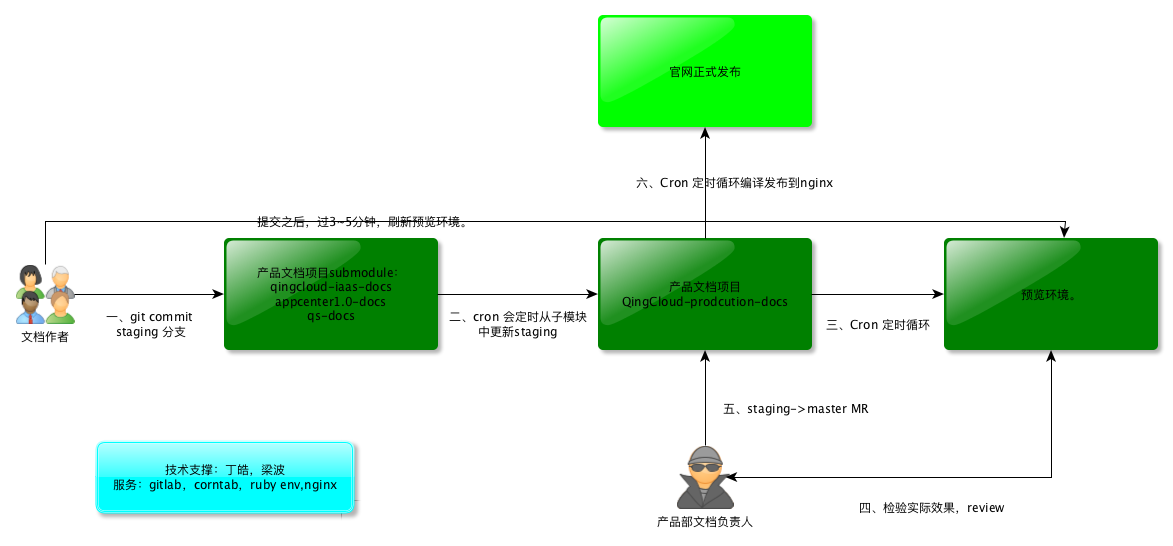 官网正式发布
六、Cron 定时循环编译发布到nginx
提交之后，过3~5分钟，刷新预览环境。
产品文档项目submodule：
qingcloud-iaas-docs
appcenter1.0-docs
qs-docs
产品文档项目
QingCloud-prodcution-docs
预览环境。
文档作者
一、git commit
staging 分支
二、cron 会定时从子模块
中更新staging
三、Cron 定时循环
五、staging->master MR
技术支撑：丁皓，梁波
服务：gitlab，corntab，ruby env,nginx
产品部文档负责人
四、检验实际效果，review